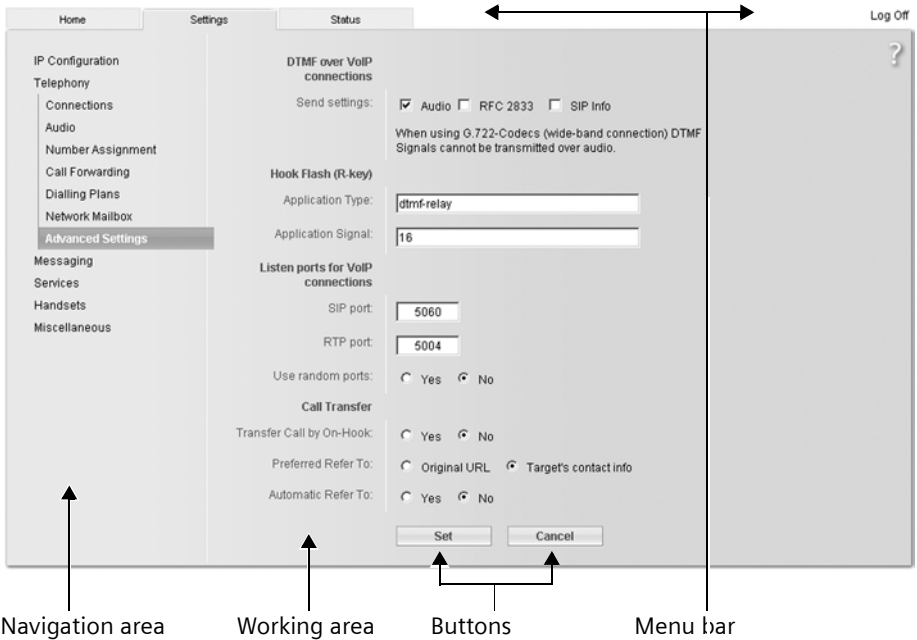 Home Settings Status Log Off
?
IP Configuration
Telephony
Connections
Audio
Number Assignment
Call Forwarding
Dialling Plans
Network Mailbox
Advanced Settings
Messaging
Services
Handsets
Miscellaneous
DTMF over VoIP
connections
Send settings: Audio RFC 2833 SIP Info
When using G.722-Codecs (wide-band connection) DTMF
Signals cannot be transmitted over audio.
Hook Flash (R-key)
Application Type: dtmf-relay
Application Signal: 16
Listen ports for VoIP
connections
SIP port: 5060
RTP port: 5004
Use random ports: Yes No
Call Transfer
Transfer Call by On-Hook: Yes No
Preferred Refer To: Original URL Target's contact info
Automatic Refer To: Yes No
Set Cancel
Navigation area Working area Buttons Menu bar